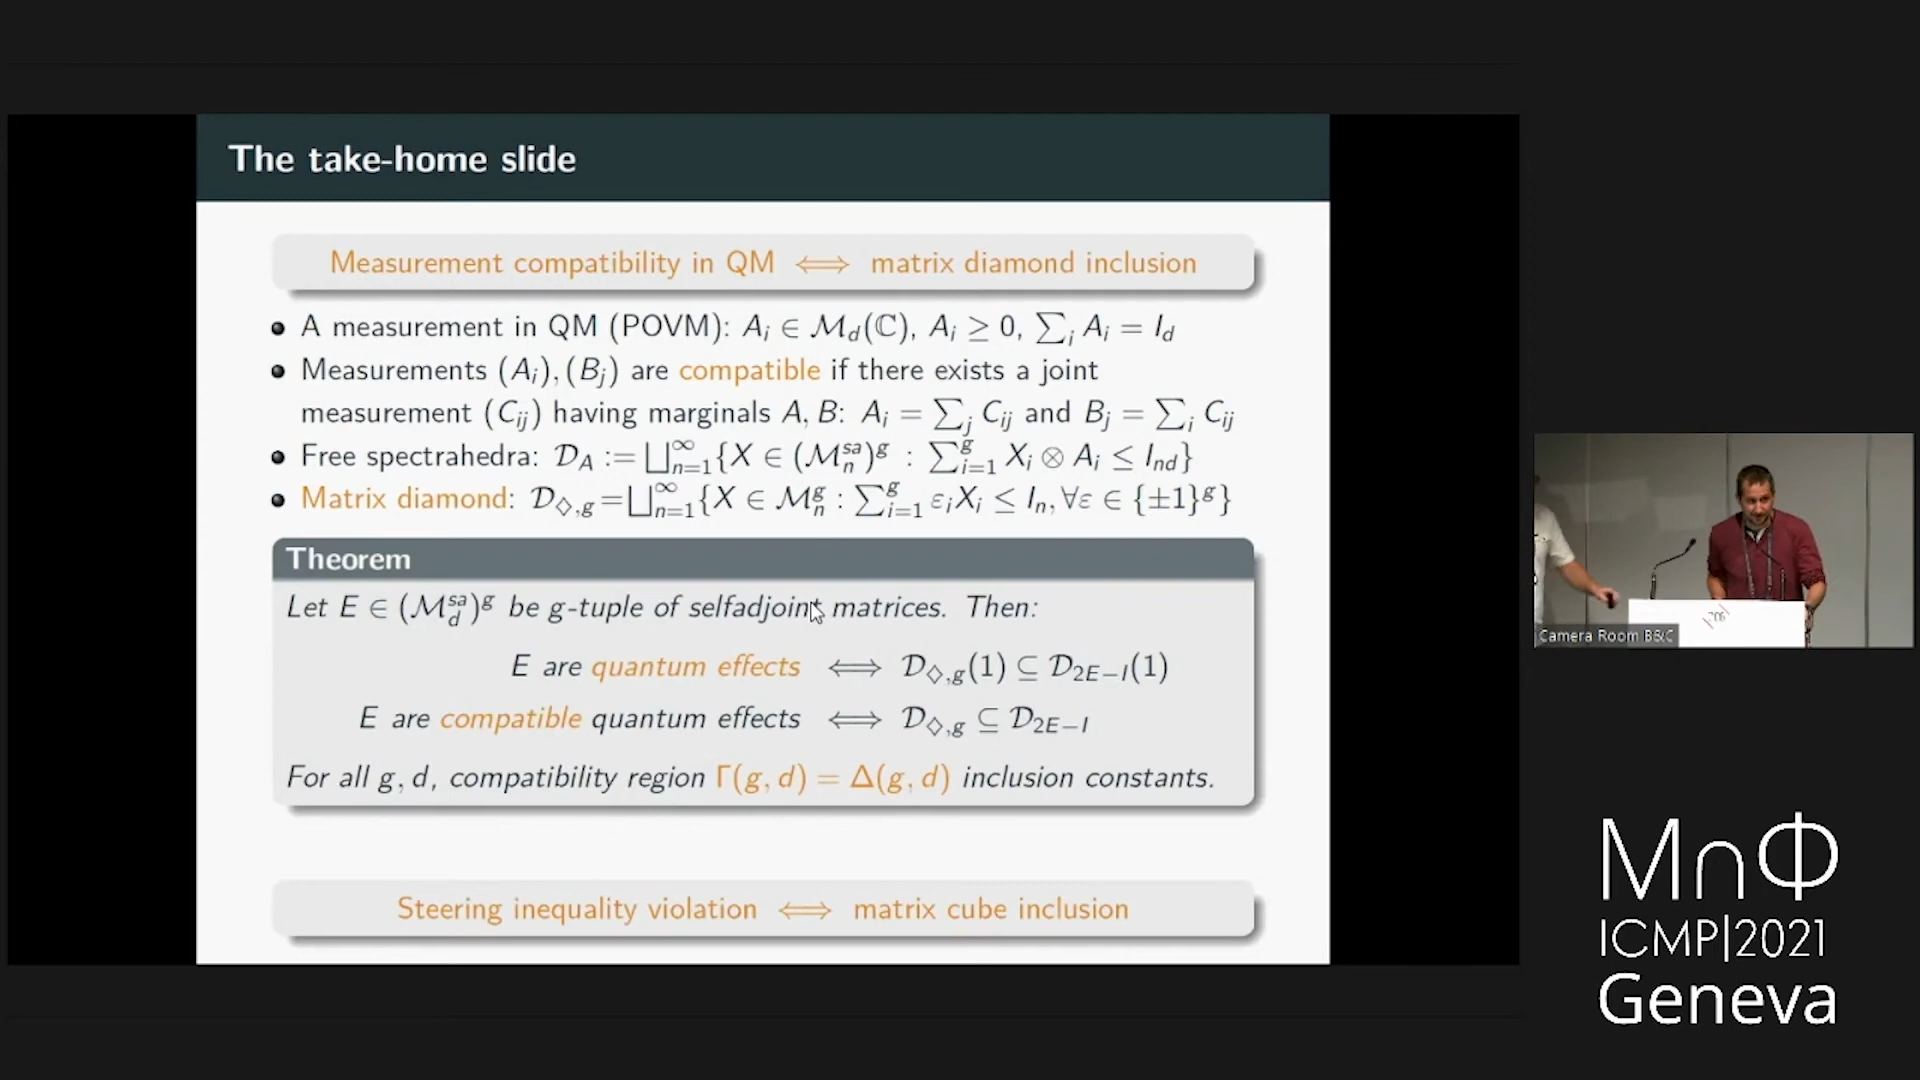 The take-home slide
Measurement compatibility in QM ⟺ matrix diamond inclusion
• A measurement in QM (POVM): A_i ∈ M_d(ℂ), A_i ≥ 0, ∑_i A_i = I_d
• Measurements (A_i), (B_j) are compatible if there exists a joint
measurement (C_ij) having marginals A, B: A_i = ∑_j C_ij and B_j = ∑_i C_ij
• Free spectrahedra: 𝒟_A := ⨆_{n=1}^∞ {X ∈ (M_n^{sa})^g : ∑_{i=1}^g X_i ⊗ A_i ≤ I_{nd}}
• Matrix diamond: 𝒟_{◇,g} = ⨆_{n=1}^∞ {X ∈ M_n^g : ∑_{i=1}^g ε_i X_i ≤ I_n, ∀ε ∈ {±1}^g}
Theorem
Let E ∈ (M_d^{sa})^g be g-tuple of selfadjoint matrices. Then:
E are quantum effects ⟺ 𝒟_{◇,g}(1) ⊆ 𝒟_{2E−I}(1)
E are compatible quantum effects ⟺ 𝒟_{◇,g} ⊆ 𝒟_{2E−I}
For all g, d, compatibility region Γ(g, d) = Δ(g, d) inclusion constants.
Steering inequality violation ⟺ matrix cube inclusion
Camera Room B&C
M∩Φ
ICMP|2021
Geneva